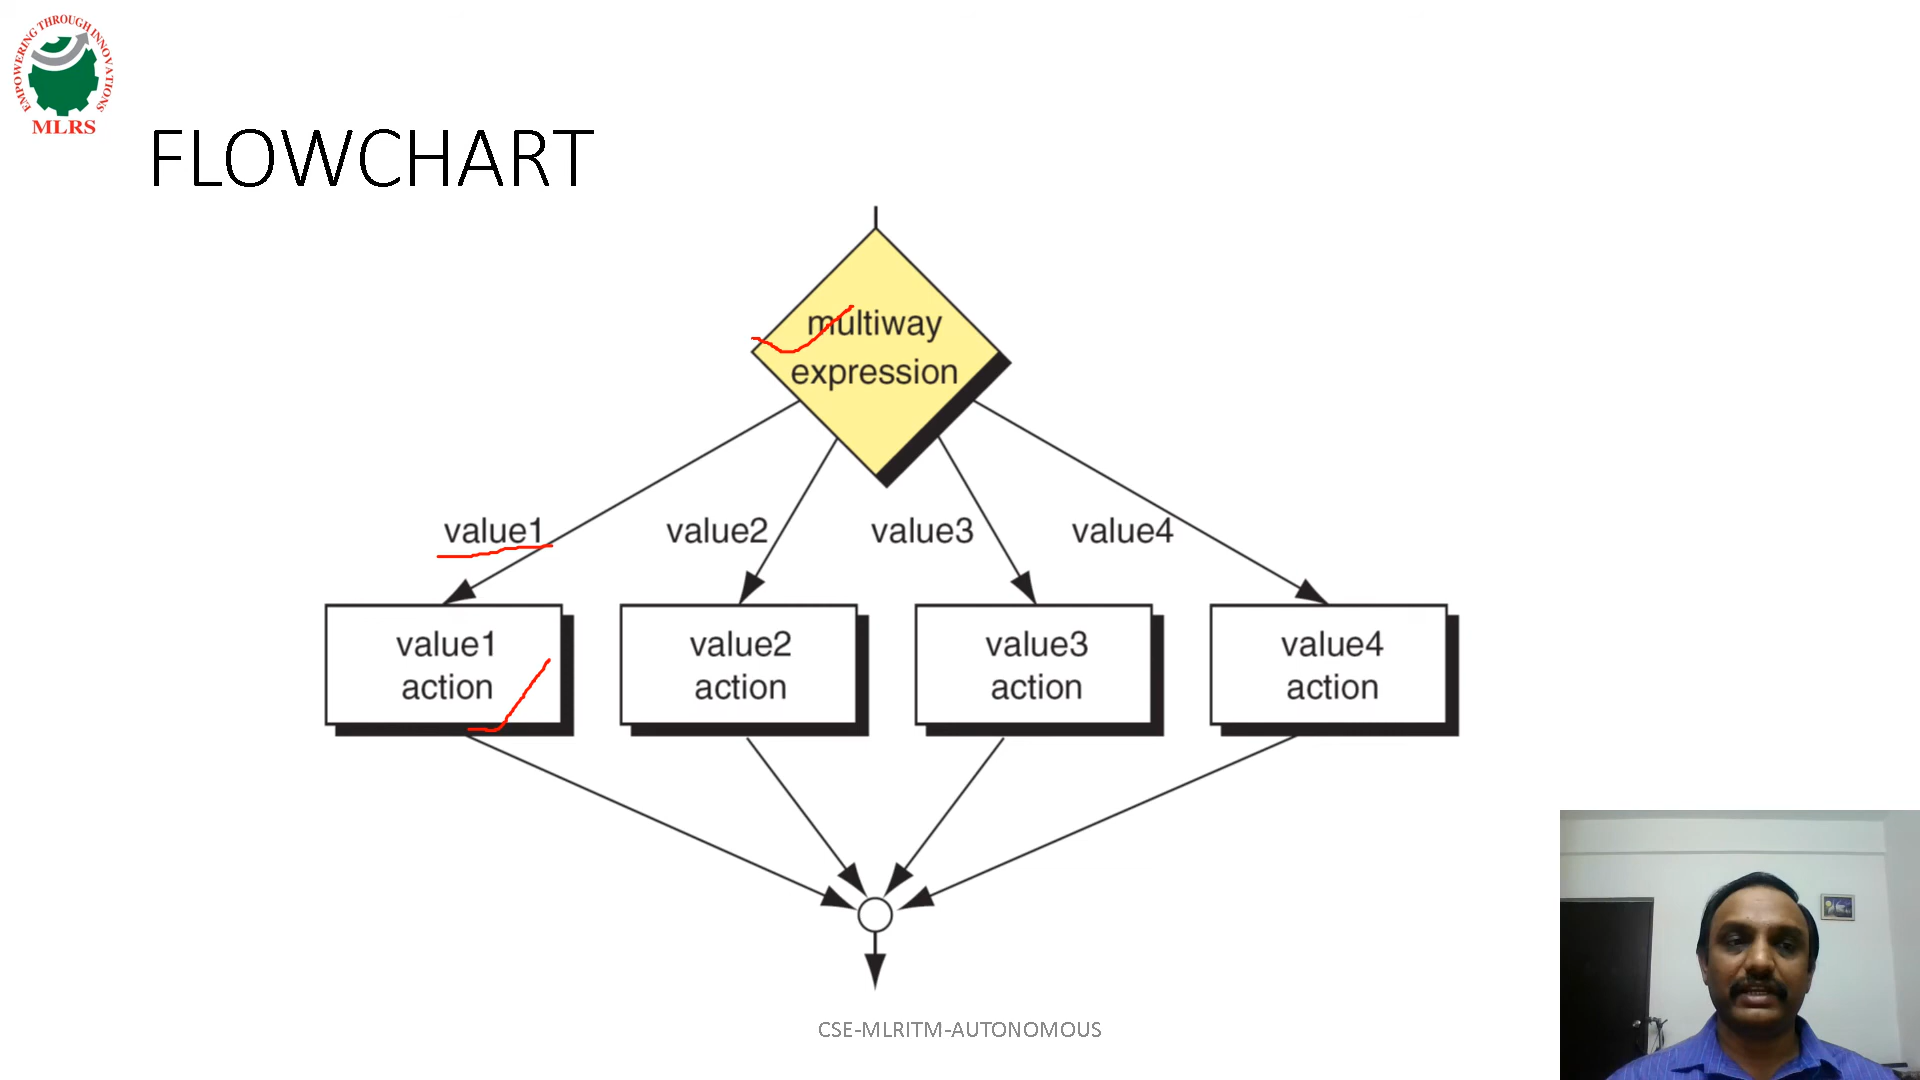 EMPOWERING THROUGH INNOVATIONS
MLRS
FLOWCHART
multiway
expression
value1
value2
value3
value4
value1
action
value2
action
value3
action
value4
action
CSE-MLRITM-AUTONOMOUS